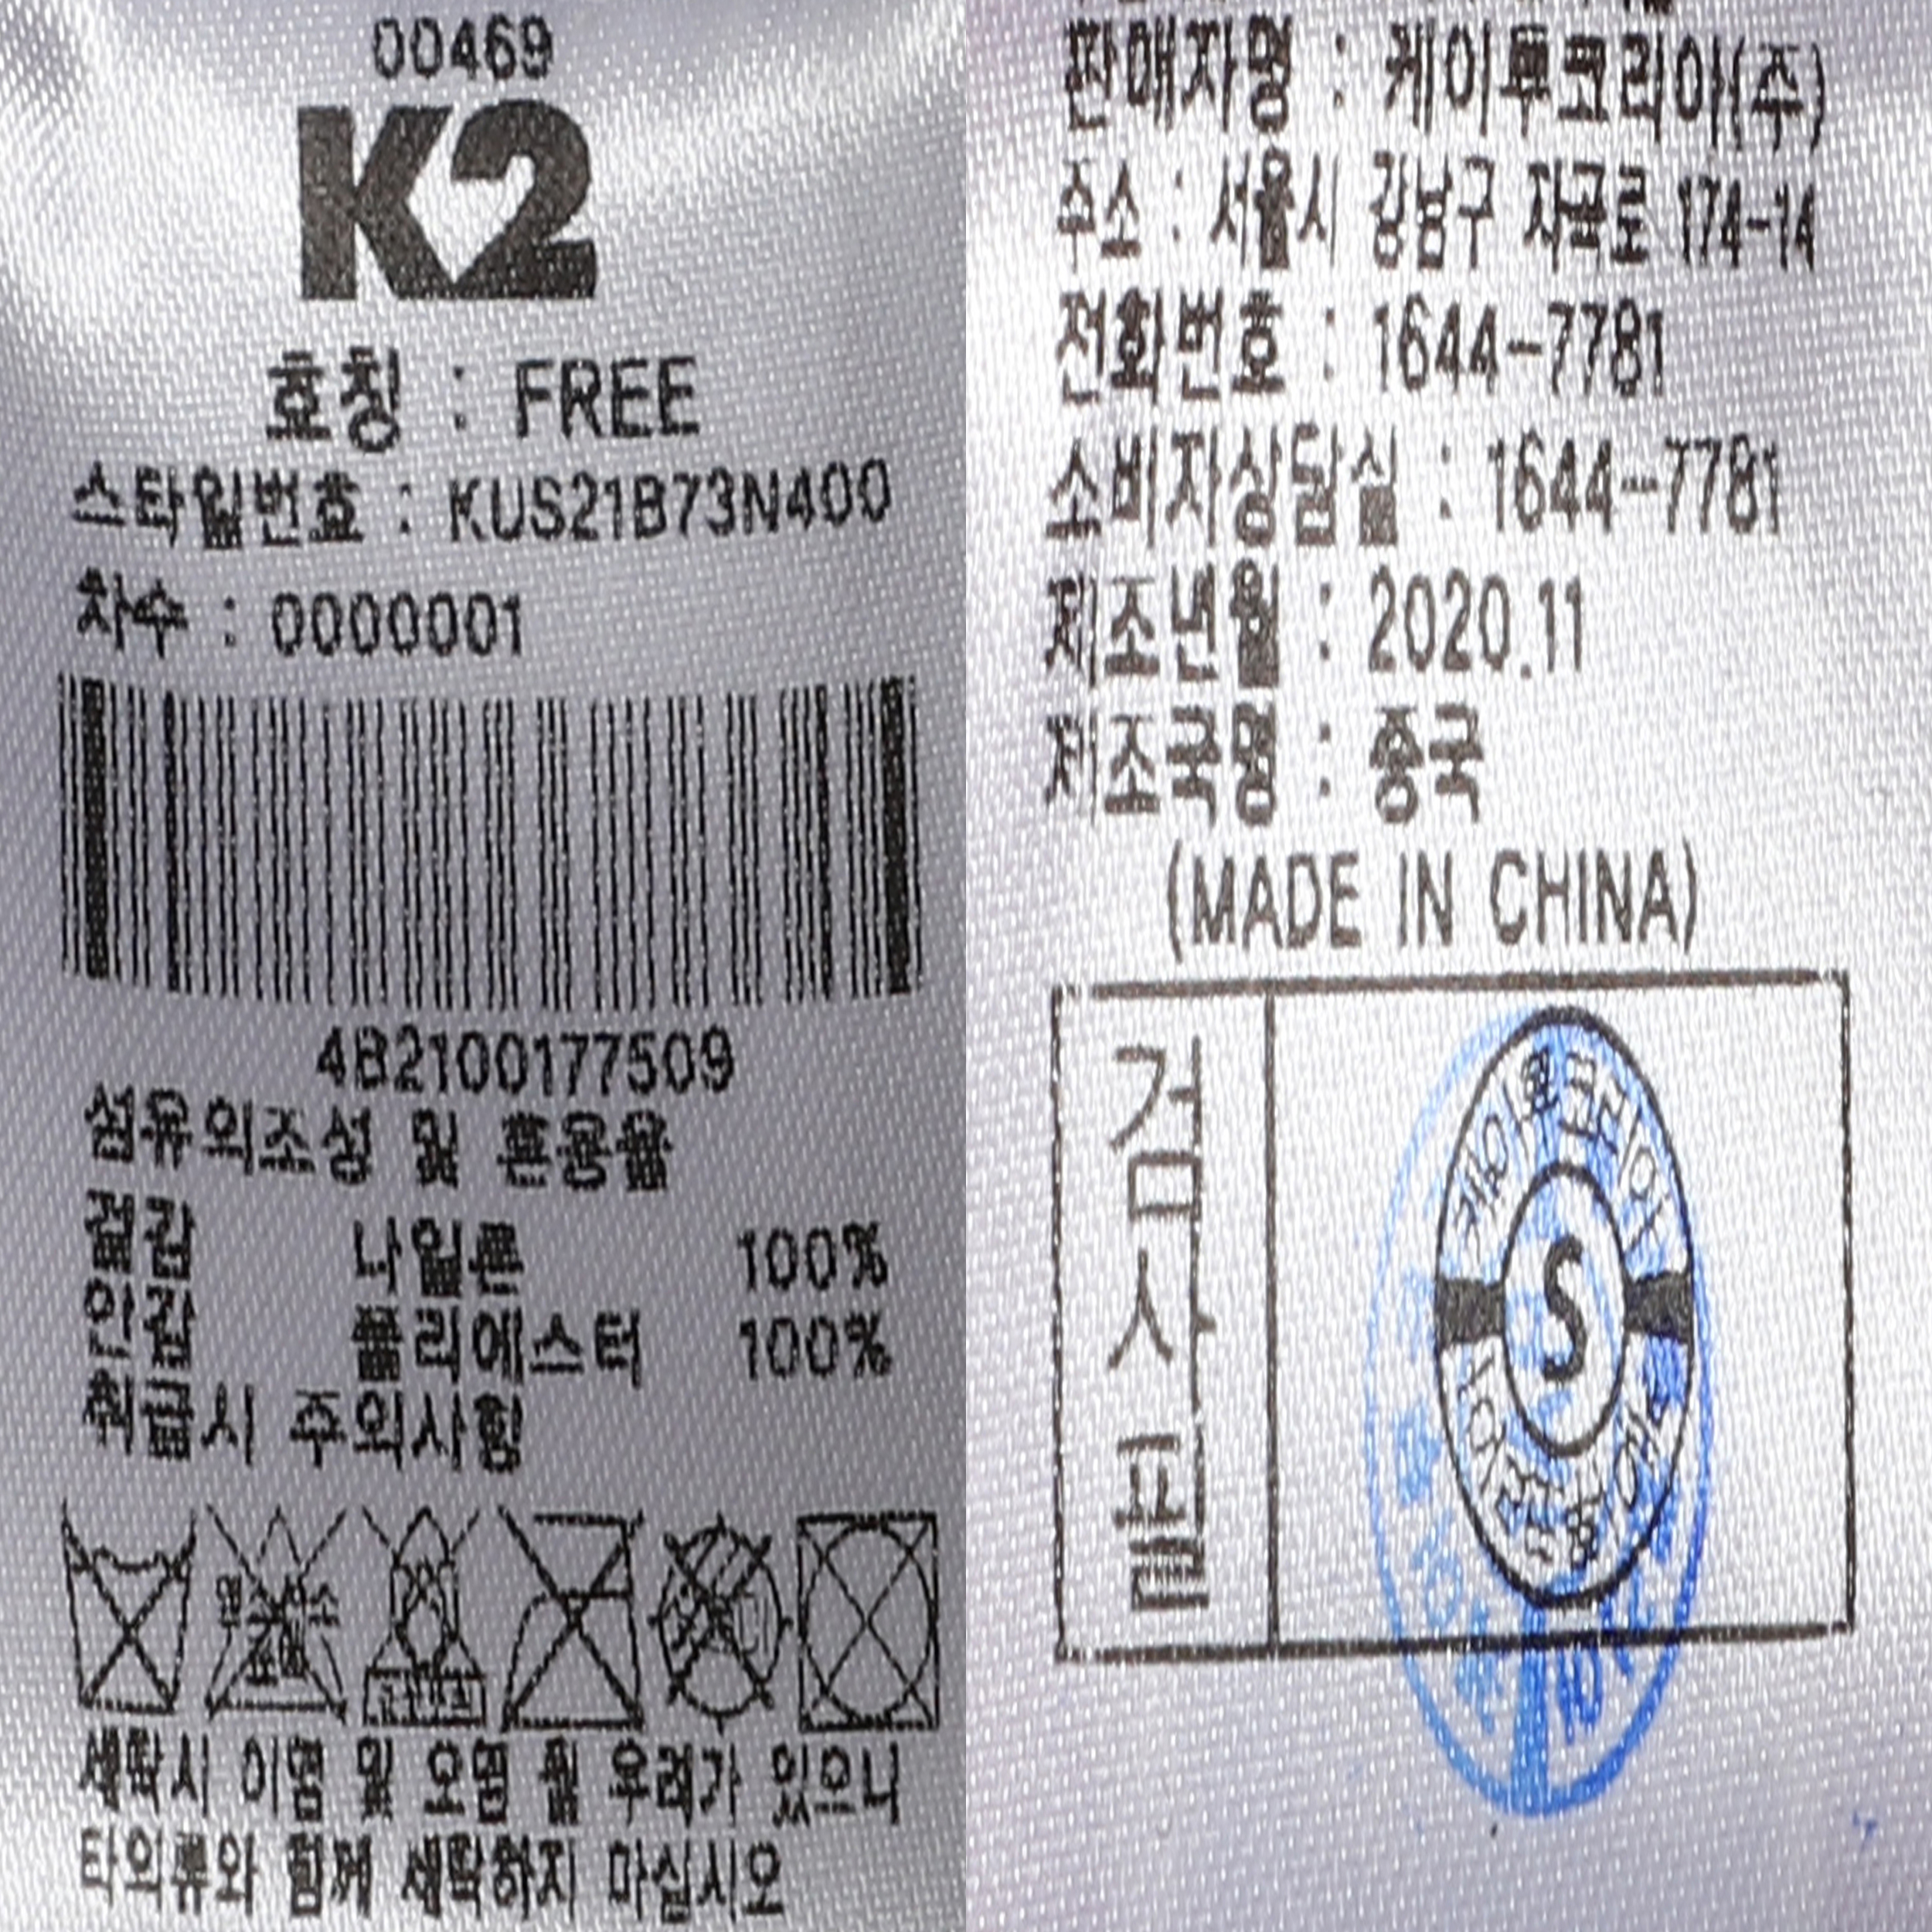 00469
K2
호칭 : FREE
스타일번호 : KUS21B73N400
차수 : 0000001
4B2100177509
섬유의조성 및 혼용율
겉감 나일론 100%
안감 폴리에스터 100%
취급시 주의사항
염소 산소
표백
세탁시 이염 및 오염 될 우려가 있으니
타의류와 함께 세탁하지 마십시오
판매자명 : 케이투코리아(주)
주소 : 서울시 강남구 자곡로 174-14
전화번호 : 1644-7781
소비자상담실 : 1644-7781
제조년월 : 2020.11
제조국명 : 중국
(MADE IN CHINA)
검사필
케이투코리아
S